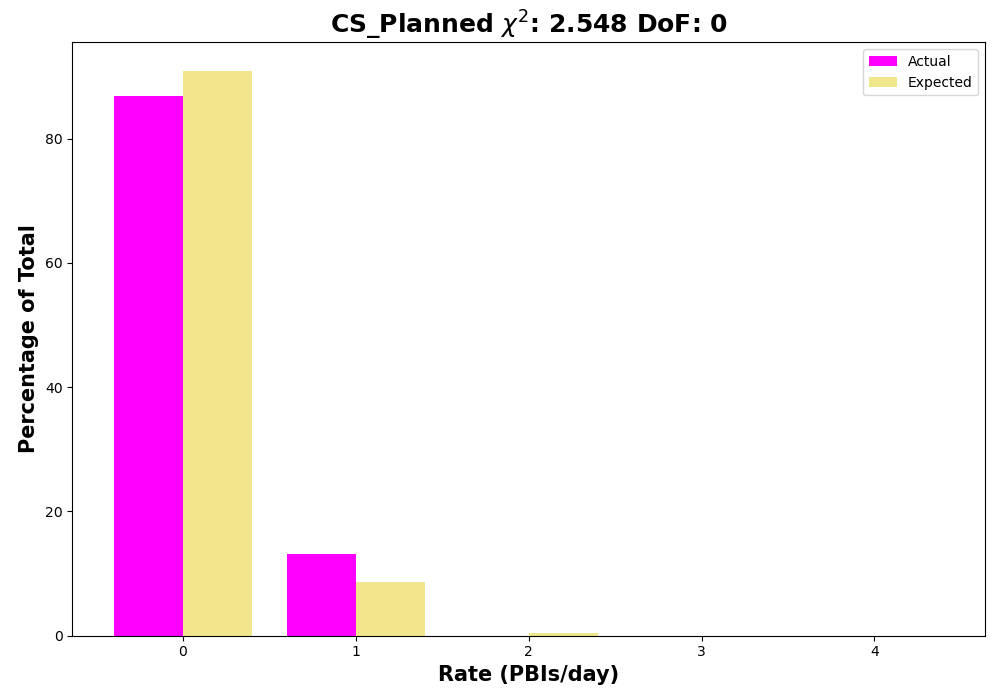 CS_Planned χ²: 2.548 DoF: 0
Actual
Expected
80
60
40
20
0
Percentage of Total
0 1 2 3 4
Rate (PBIs/day)